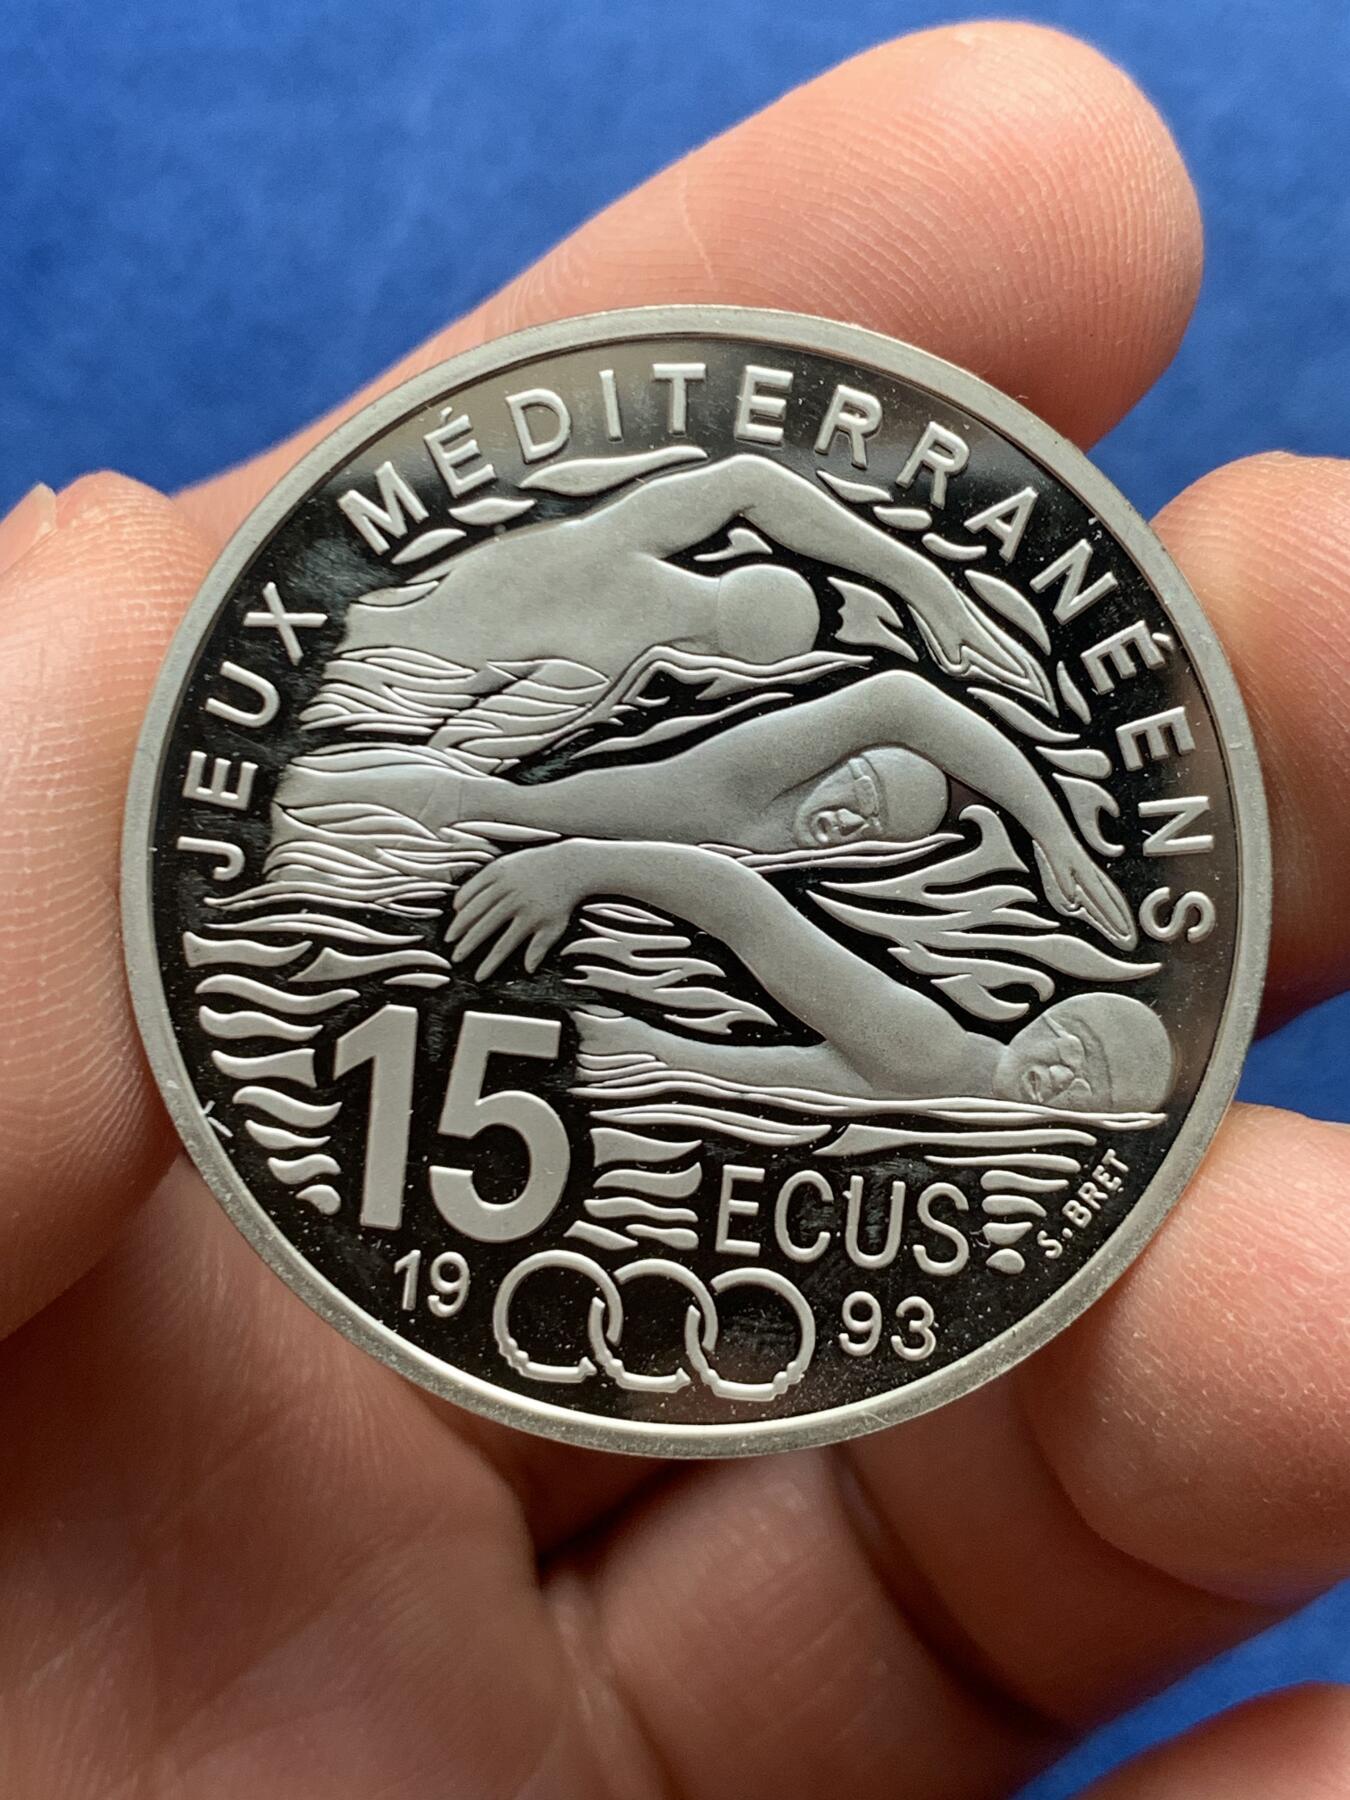 JEUX MÉDITERRANÉENS
15 ECUS
S. BRET
19 93